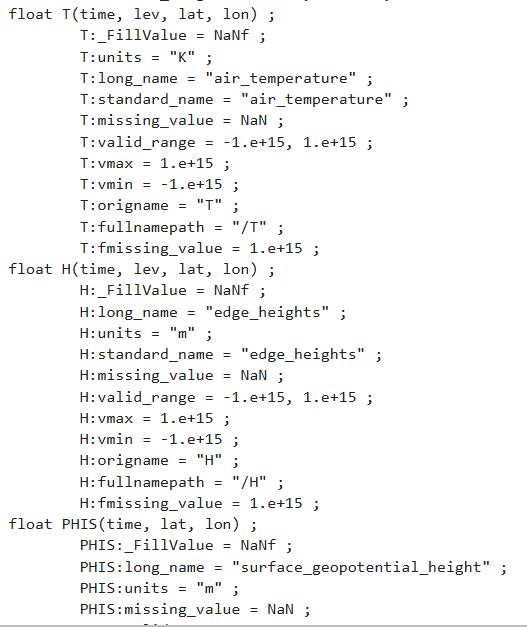 float T(time, lev, lat, lon) ;
T:_FillValue = NaNf ;
T:units = "K" ;
T:long_name = "air_temperature" ;
T:standard_name = "air_temperature" ;
T:missing_value = NaN ;
T:valid_range = -1.e+15, 1.e+15 ;
T:vmax = 1.e+15 ;
T:vmin = -1.e+15 ;
T:origname = "T" ;
T:fullnamepath = "/T" ;
T:fmissing_value = 1.e+15 ;
float H(time, lev, lat, lon) ;
H:_FillValue = NaNf ;
H:long_name = "edge_heights" ;
H:units = "m" ;
H:standard_name = "edge_heights" ;
H:missing_value = NaN ;
H:valid_range = -1.e+15, 1.e+15 ;
H:vmax = 1.e+15 ;
H:vmin = -1.e+15 ;
H:origname = "H" ;
H:fullnamepath = "/H" ;
H:fmissing_value = 1.e+15 ;
float PHIS(time, lat, lon) ;
PHIS:_FillValue = NaNf ;
PHIS:long_name = "surface_geopotential_height" ;
PHIS:units = "m" ;
PHIS:missing_value = NaN ;